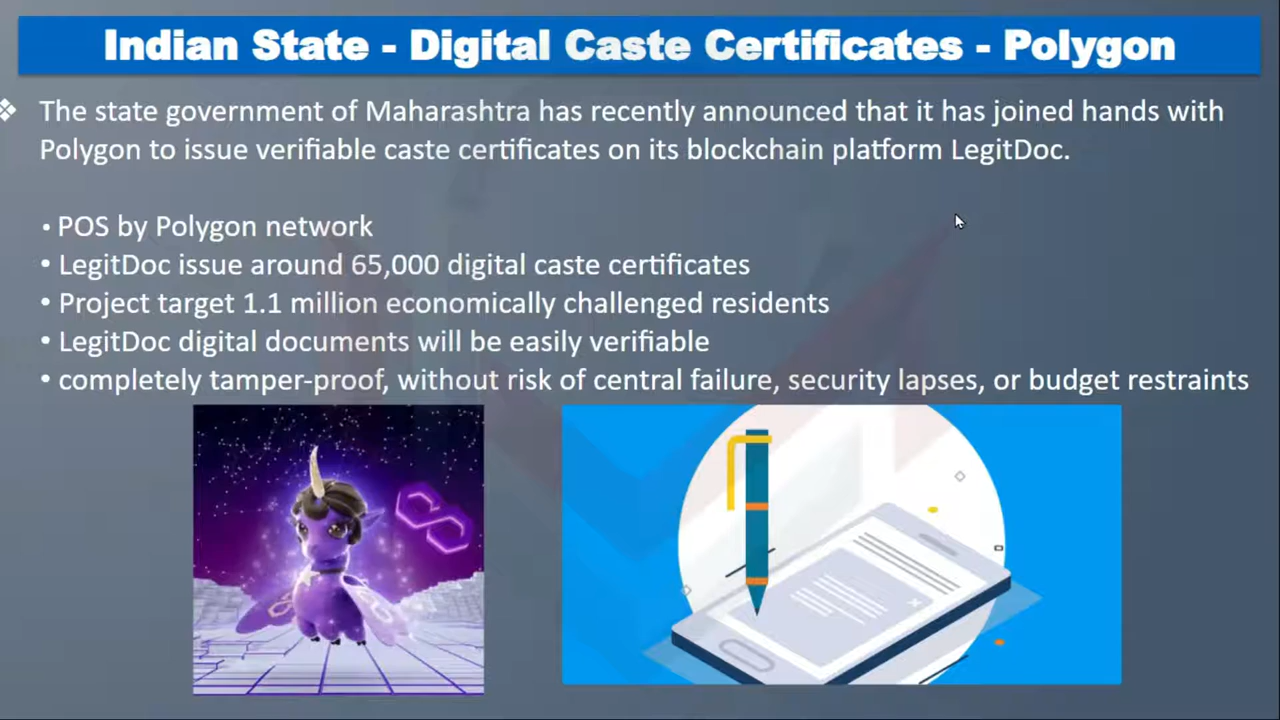 Indian State - Digital Caste Certificates - Polygon
❖ The state government of Maharashtra has recently announced that it has joined hands with
Polygon to issue verifiable caste certificates on its blockchain platform LegitDoc.
• POS by Polygon network
• LegitDoc issue around 65,000 digital caste certificates
• Project target 1.1 million economically challenged residents
• LegitDoc digital documents will be easily verifiable
• completely tamper-proof, without risk of central failure, security lapses, or budget restraints